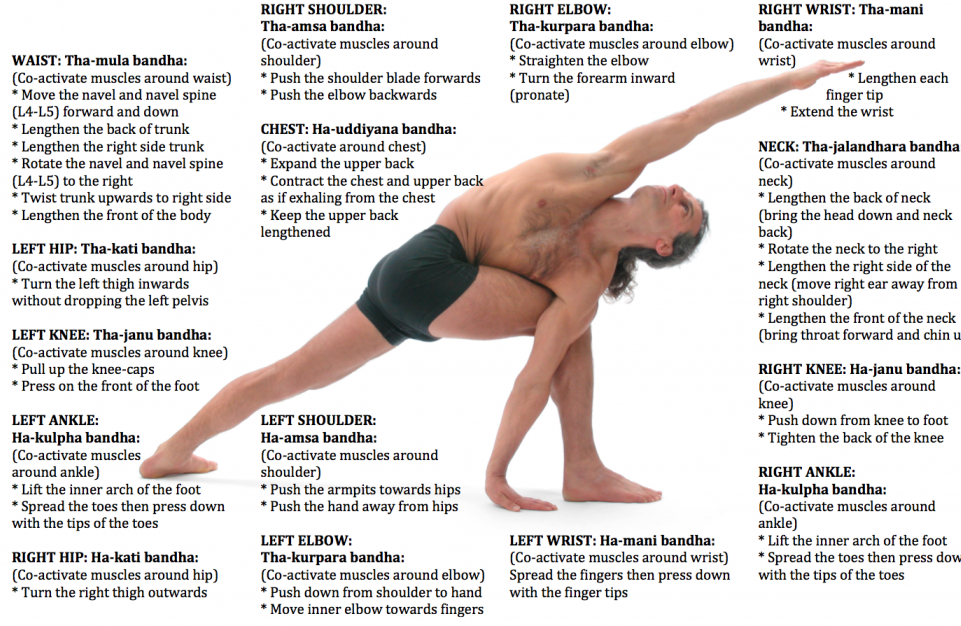 WAIST: Tha-mula bandha:
(Co-activate muscles around waist)
* Move the navel and navel spine
(L4-L5) forward and down
* Lengthen the back of trunk
* Lengthen the right side trunk
* Rotate the navel and navel spine
(L4-L5) to the right
* Twist trunk upwards to right side
* Lengthen the front of the body
LEFT HIP: Tha-kati bandha:
(Co-activate muscles around hip)
* Turn the left thigh inwards
without dropping the left pelvis
LEFT KNEE: Tha-janu bandha:
(Co-activate muscles around knee)
* Pull up the knee-caps
* Press on the front of the foot
LEFT ANKLE:
Ha-kulpha bandha:
(Co-activate muscles
around ankle)
* Lift the inner arch of the foot
* Spread the toes then press down
with the tips of the toes
RIGHT HIP: Ha-kati bandha:
(Co-activate muscles around hip)
* Turn the right thigh outwards
RIGHT SHOULDER:
Tha-amsa bandha:
(Co-activate muscles around
shoulder)
* Push the shoulder blade forwards
* Push the elbow backwards
CHEST: Ha-uddiyana bandha:
(Co-activate around chest)
* Expand the upper back
* Contract the chest and upper back
as if exhaling from the chest
* Keep the upper back
lengthened
LEFT SHOULDER:
Ha-amsa bandha:
(Co-activate muscles around
shoulder)
* Push the armpits towards hips
* Push the hand away from hips
LEFT ELBOW:
Tha-kurpara bandha:
(Co-activate muscles around elbow)
* Push down from shoulder to hand
* Move inner elbow towards fingers
RIGHT ELBOW:
Tha-kurpara bandha:
(Co-activate muscles around elbow)
* Straighten the elbow
* Turn the forearm inward
(pronate)
LEFT WRIST: Ha-mani bandha:
(Co-activate muscles around wrist)
Spread the fingers then press down
with the finger tips
RIGHT WRIST: Tha-mani
bandha:
(Co-activate muscles around
wrist)
* Lengthen each
finger tip
* Extend the wrist
NECK: Tha-jalandhara bandha
(Co-activate muscles around
neck)
* Lengthen the back of neck
(bring the head down and neck
back)
* Rotate the neck to the right
* Lengthen the right side of the
neck (move right ear away from
right shoulder)
* Lengthen the front of the neck
(bring throat forward and chin u
RIGHT KNEE: Ha-janu bandha:
(Co-activate muscles around
knee)
* Push down from knee to foot
* Tighten the back of the knee
RIGHT ANKLE:
Ha-kulpha bandha:
(Co-activate muscles around
ankle)
* Lift the inner arch of the foot
* Spread the toes then press dow
with the tips of the toes